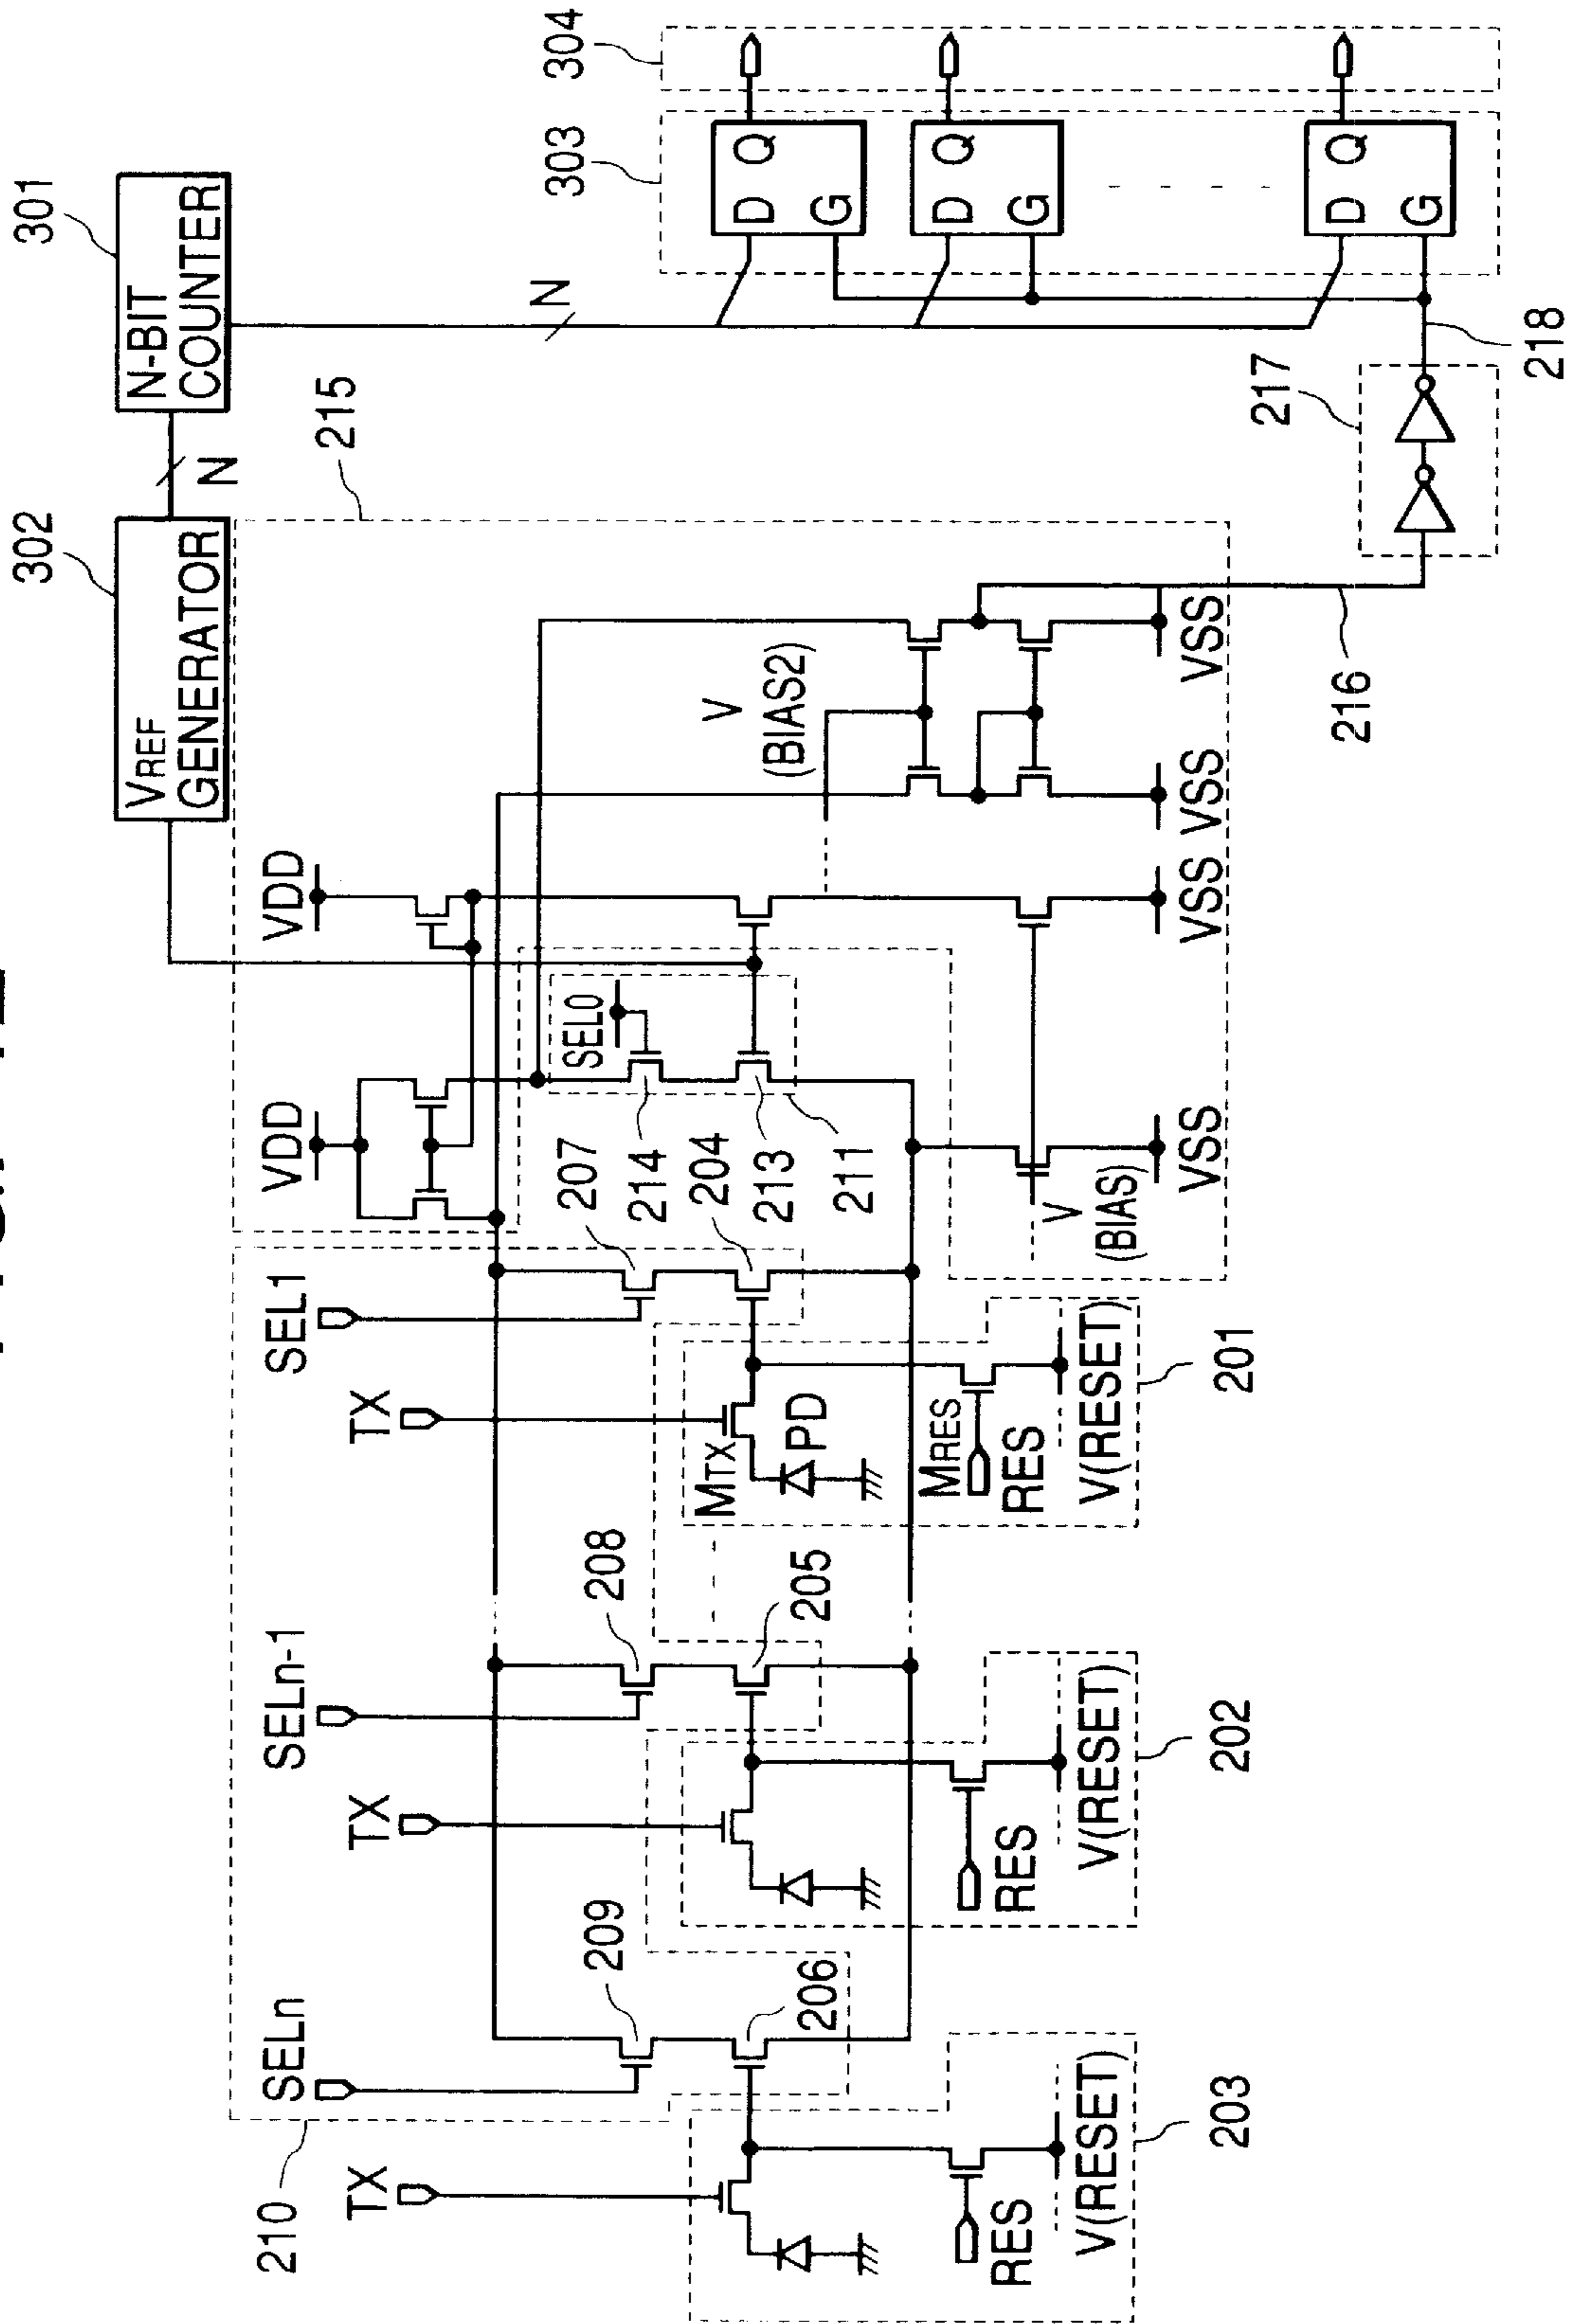 301
N-BIT
COUNTER
N
302
VREF
GENERATOR
N
215
304
303
D Q
G
D Q
G
D Q
G
217
218
216
VDD
VDD
V
(BIAS2)
VSS
VSS
VSS
VSS
V
(BIAS)
SEL0
214
213
211
207
204
SEL1
TX
MTX
PD
MRES
RES
V(RESET)
201
SELn-1
208
205
TX
RES
V(RESET)
202
SELn
209
206
210
TX
RES
V(RESET)
203